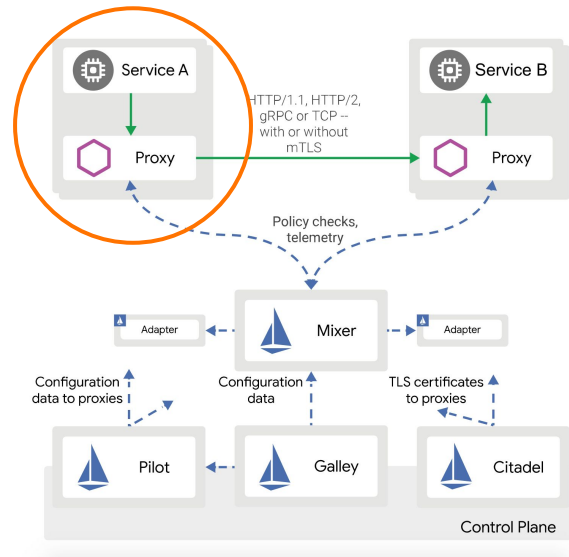 Service A
Service B
HTTP/1.1, HTTP/2,
gRPC or TCP --
with or without
mTLS
Proxy
Proxy
Policy checks,
telemetry
Mixer
Adapter
Adapter
Configuration
data to proxies
Configuration
data
TLS certificates
to proxies
Pilot
Galley
Citadel
Control Plane